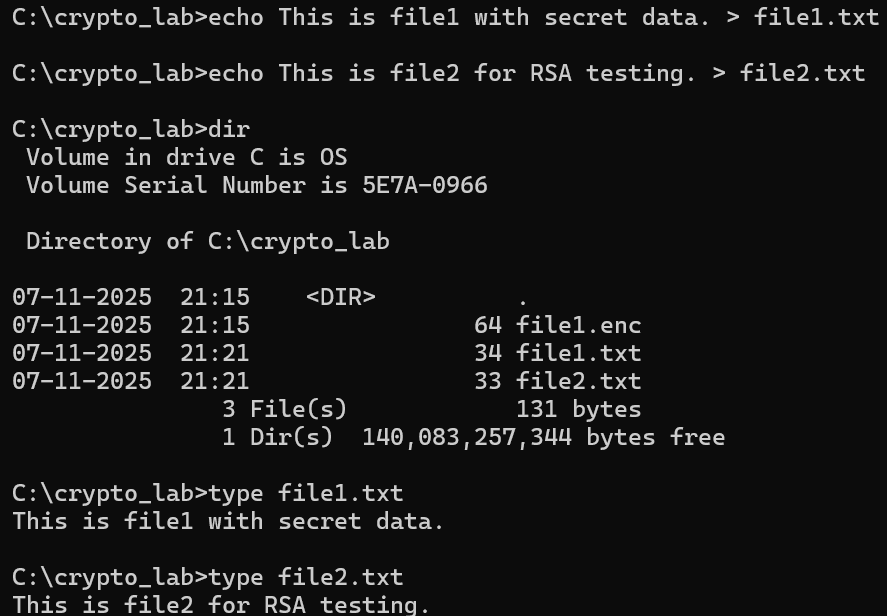 C:\crypto_lab>echo This is file1 with secret data. > file1.txt
C:\crypto_lab>echo This is file2 for RSA testing. > file2.txt
C:\crypto_lab>dir
Volume in drive C is OS
Volume Serial Number is 5E7A-0966
Directory of C:\crypto_lab
07-11-2025  21:15    <DIR>          .
07-11-2025  21:15                64 file1.enc
07-11-2025  21:21                34 file1.txt
07-11-2025  21:21                33 file2.txt
3 File(s)            131 bytes
1 Dir(s)  140,083,257,344 bytes free
C:\crypto_lab>type file1.txt
This is file1 with secret data.
C:\crypto_lab>type file2.txt
This is file2 for RSA testing.